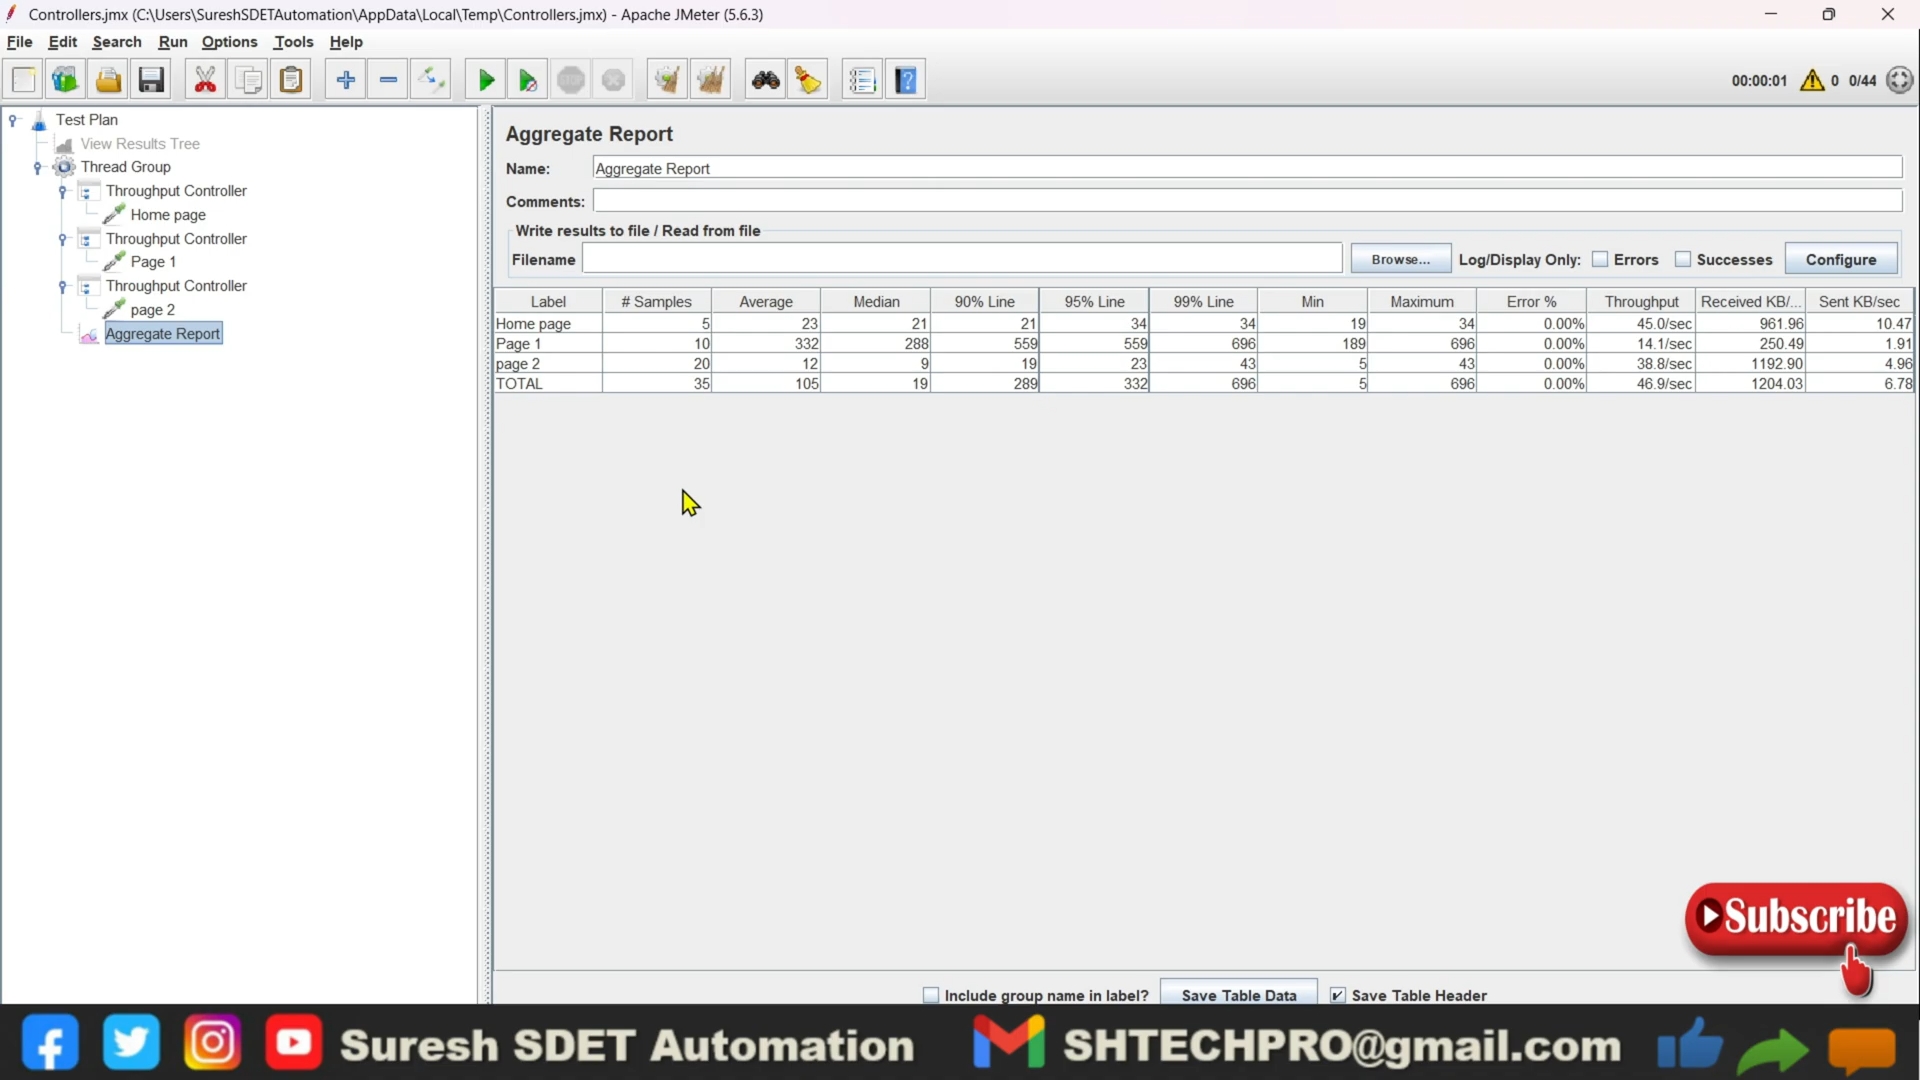 Controllers.jmx (C:\Users\SureshSDETAutomation\AppData\Local\Temp\Controllers.jmx) - Apache JMeter (5.6.3)
File Edit Search Run Options Tools Help
STOP ? 00:00:01 0 0/44
Test Plan
View Results Tree
Thread Group
Throughput Controller
Home page
Throughput Controller
Page 1
Throughput Controller
page 2
Aggregate Report
Aggregate Report
Name: Aggregate Report
Comments:
Write results to file / Read from file
Filename Browse... Log/Display Only: Errors Successes Configure
Label # Samples Average Median 90% Line 95% Line 99% Line Min Maximum Error % Throughput Received KB/... Sent KB/sec
Home page 5 23 21 21 34 34 19 34 0.00% 45.0/sec 961.96 10.47
Page 1 10 332 288 559 559 696 189 696 0.00% 14.1/sec 250.49 1.91
page 2 20 12 9 19 23 43 5 43 0.00% 38.8/sec 1192.90 4.96
TOTAL 35 105 19 289 332 696 5 696 0.00% 46.9/sec 1204.03 6.78
Subscribe
Include group name in label? Save Table Data Save Table Header
Suresh SDET Automation SHTECHPRO@gmail.com